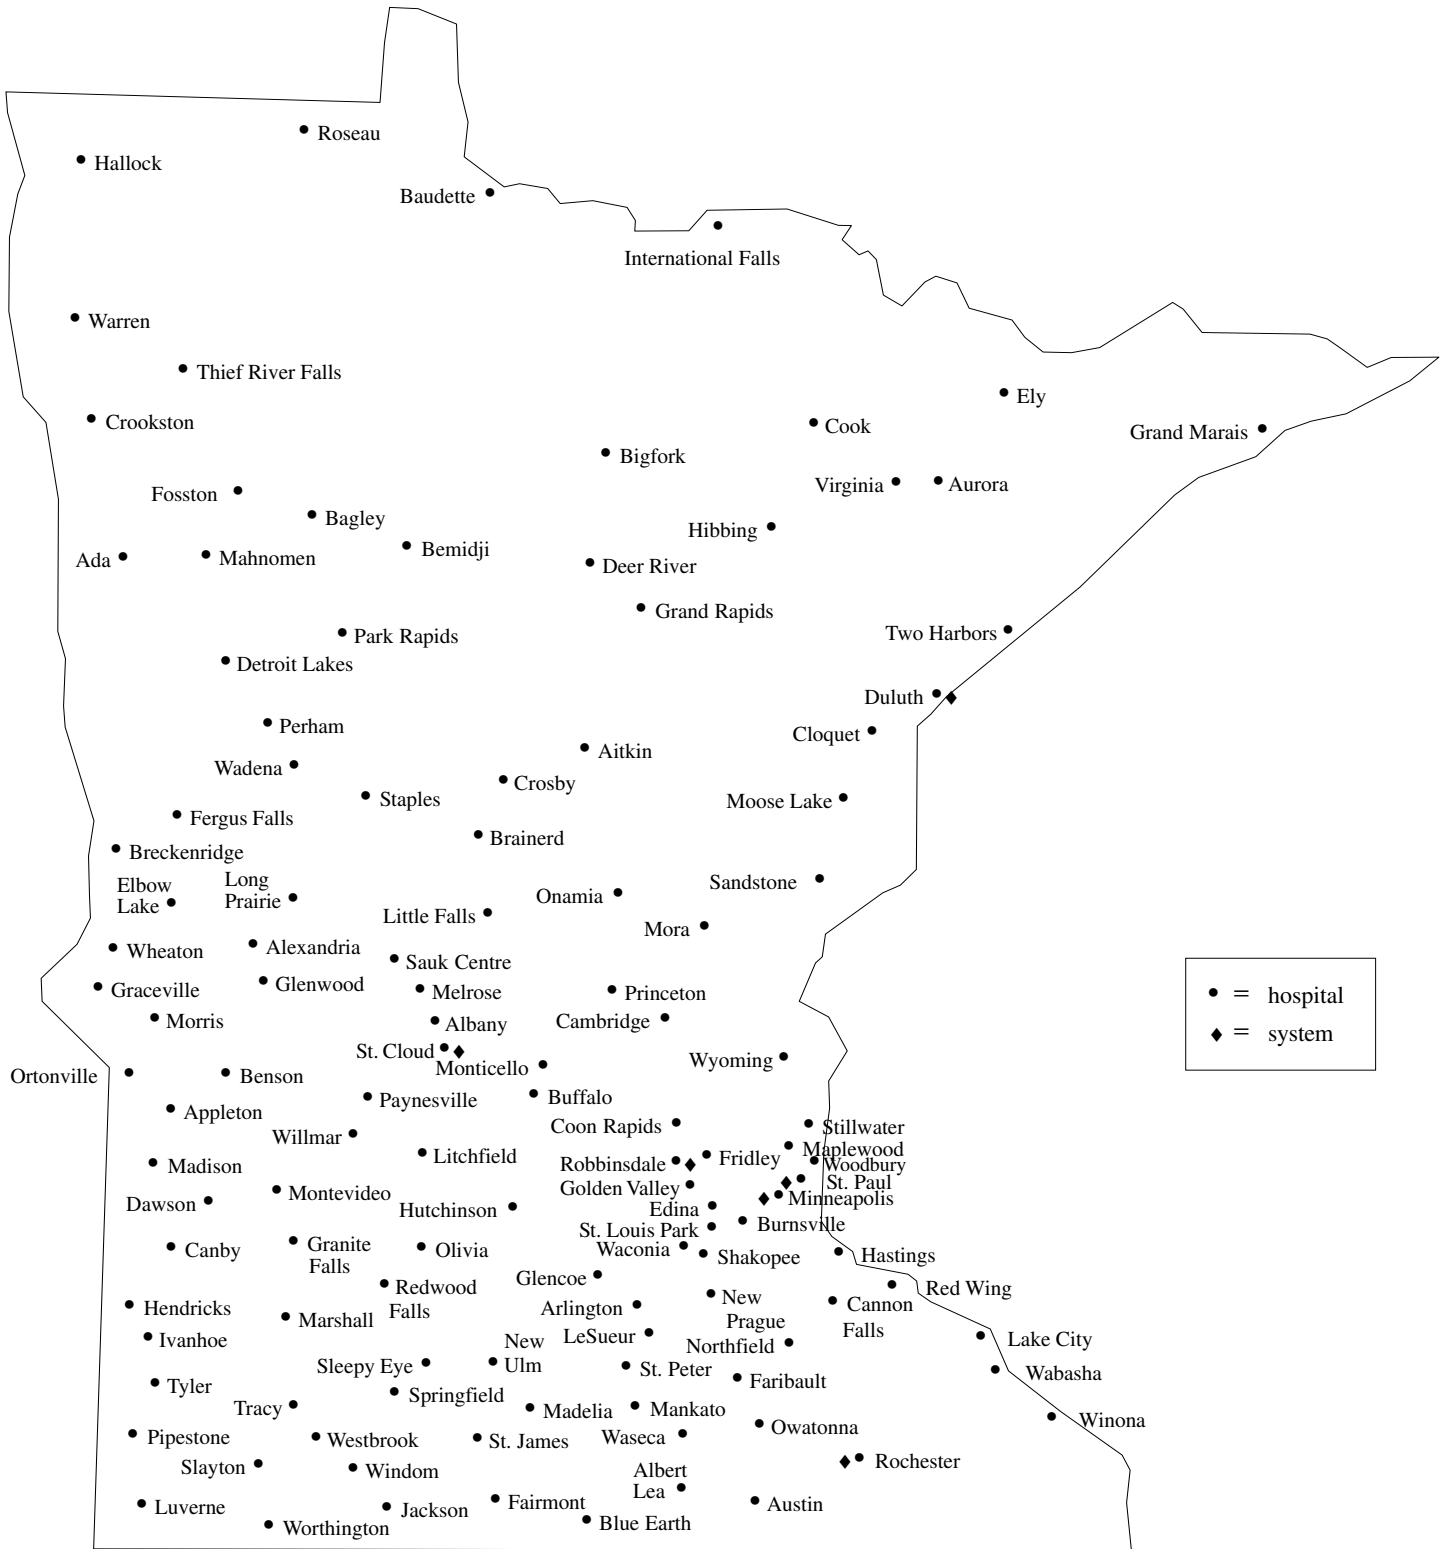 Roseau
Hallock
Baudette
International Falls
Warren
Thief River Falls
Ely
Crookston
Cook
Grand Marais
Bigfork
Virginia
Aurora
Fosston
Bagley
Hibbing
Bemidji
Ada
Mahnomen
Deer River
Grand Rapids
Two Harbors
Park Rapids
Detroit Lakes
Duluth
Perham
Cloquet
Aitkin
Wadena
Crosby
Staples
Moose Lake
Fergus Falls
Brainerd
Breckenridge
Elbow
Lake
Long
Prairie
Onamia
Sandstone
Little Falls
Mora
Wheaton
Alexandria
Sauk Centre
Glenwood
Graceville
Melrose
Princeton
= hospital
Morris
Albany
Cambridge
= system
St. Cloud
Monticello
Wyoming
Ortonville
Benson
Paynesville
Buffalo
Appleton
Coon Rapids
Stillwater
Willmar
Maplewood
Litchfield
Fridley
Robbinsdale
Woodbury
Madison
St. Paul
Golden Valley
Montevideo
Minneapolis
Dawson
Hutchinson
Edina
Burnsville
St. Louis Park
Canby
Granite
Falls
Olivia
Waconia
Shakopee
Hastings
Glencoe
Redwood
Falls
Red Wing
New
Prague
Hendricks
Arlington
Cannon
Falls
Marshall
Ivanhoe
LeSueur
Northfield
Lake City
New
Ulm
Sleepy Eye
St. Peter
Wabasha
Faribault
Tyler
Springfield
Tracy
Madelia
Mankato
Winona
Owatonna
Pipestone
Westbrook
St. James
Waseca
Slayton
Windom
Rochester
Albert
Lea
Luverne
Jackson
Fairmont
Austin
Worthington
Blue Earth